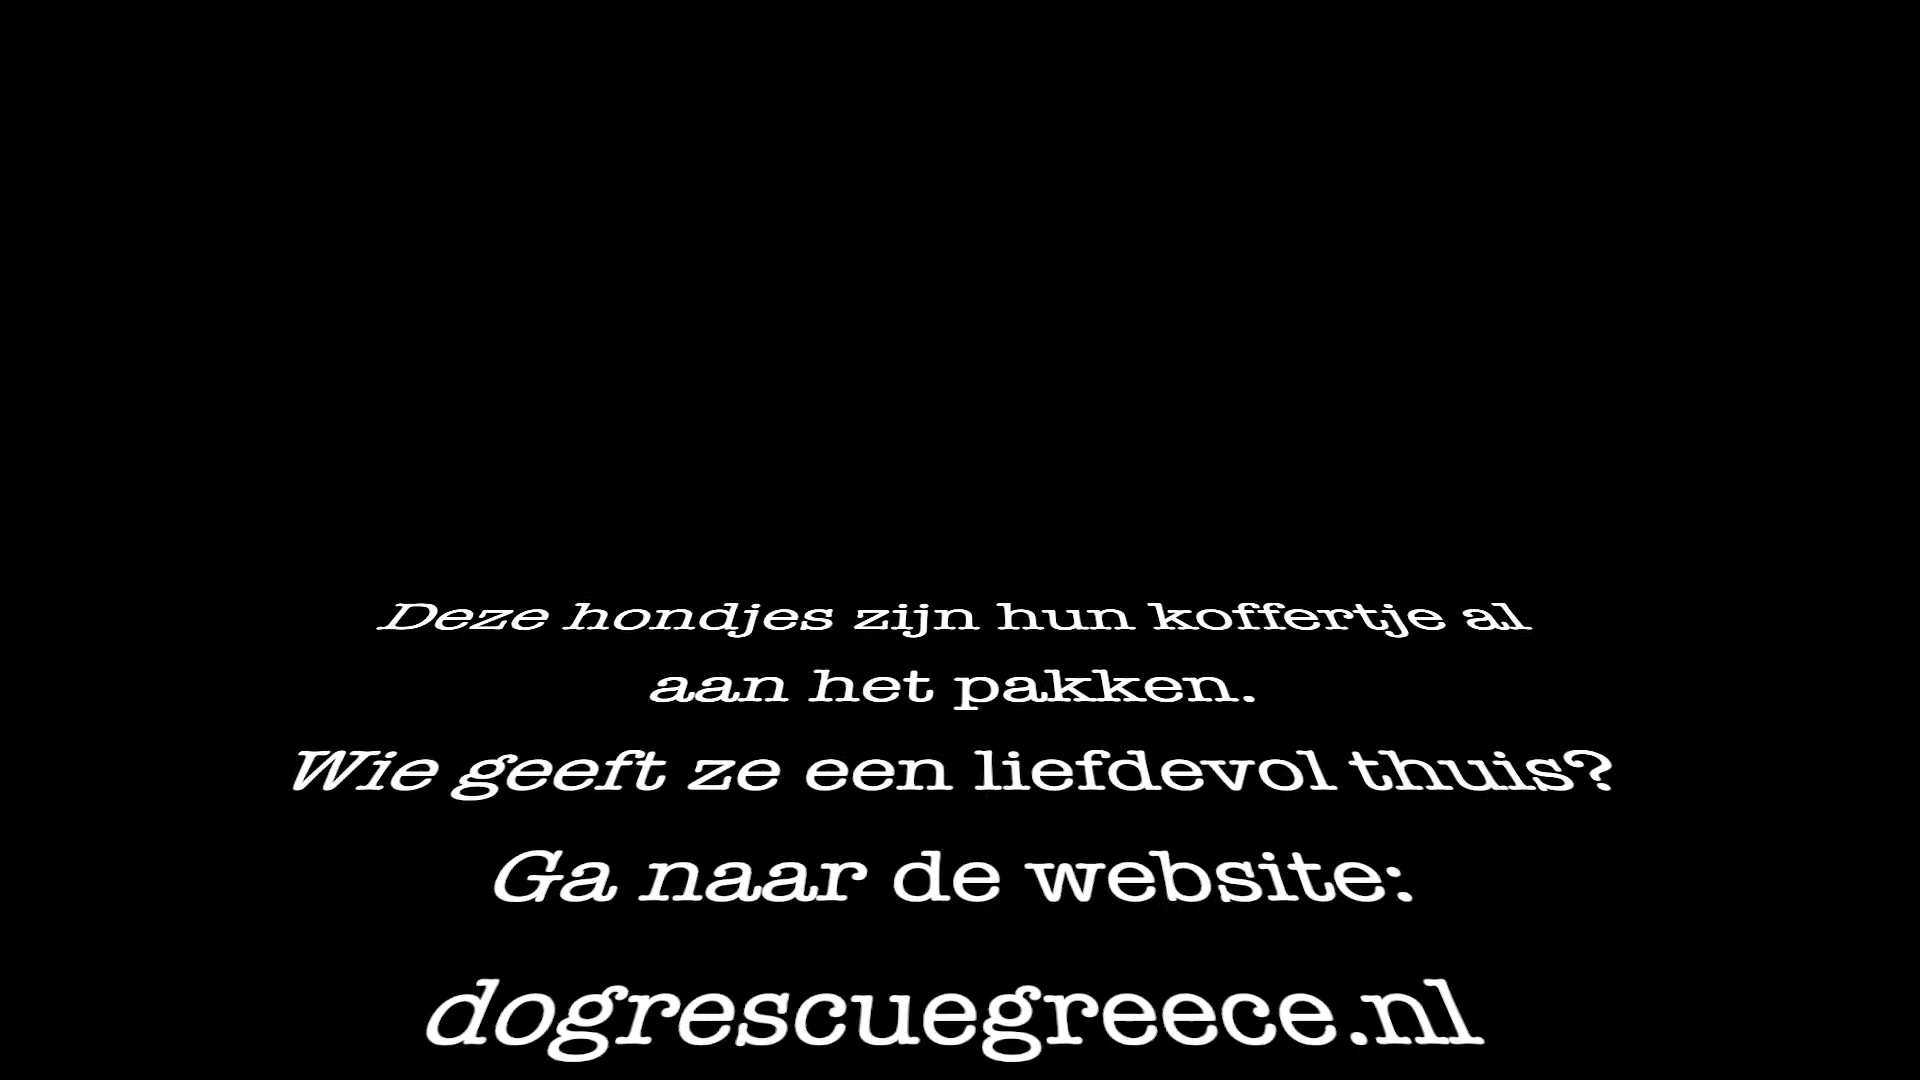 Deze hondjes zijn hun koffertje al
aan het pakken.
Wie geeft ze een liefdevol thuis?
Ga naar de website:
dogrescuegreece.nl